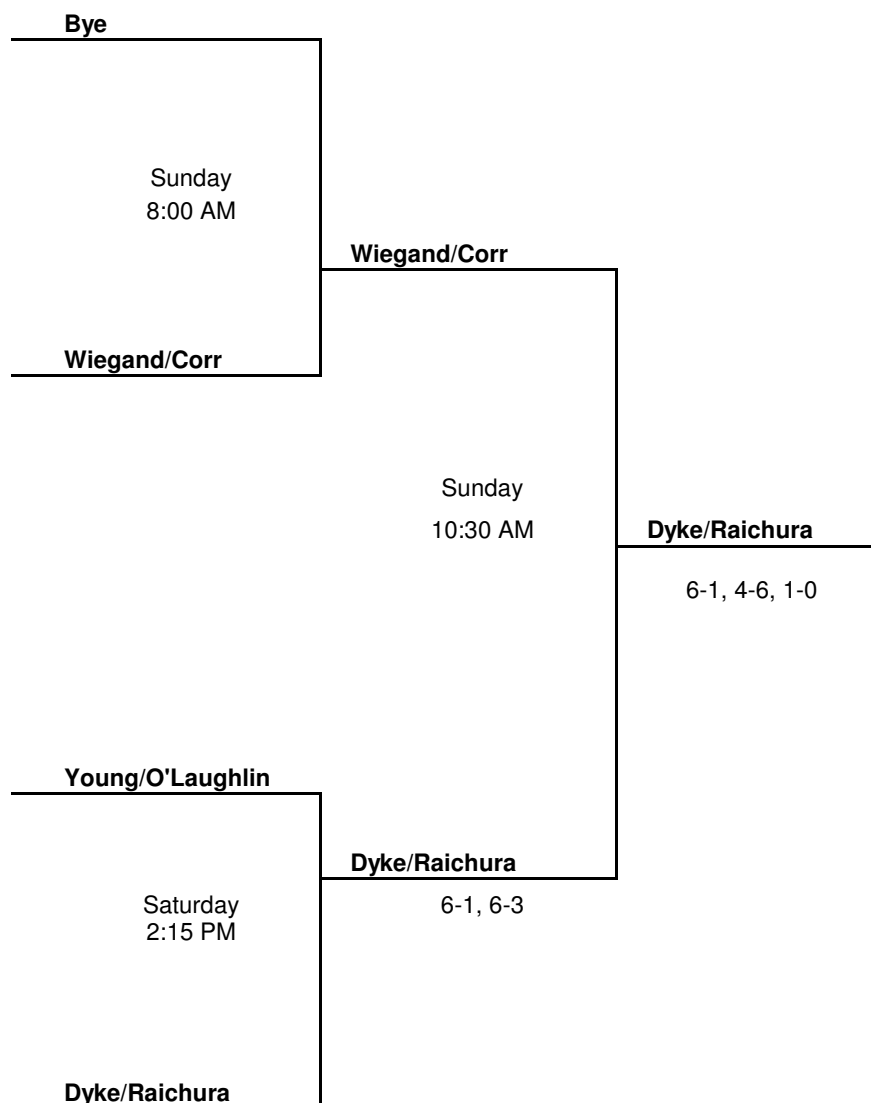 Bye
Sunday
8:00 AM
Wiegand/Corr
Wiegand/Corr
Sunday
10:30 AM
Dyke/Raichura
6-1, 4-6, 1-0
Young/O'Laughlin
Dyke/Raichura
Saturday
6-1, 6-3
2:15 PM
Dyke/Raichura